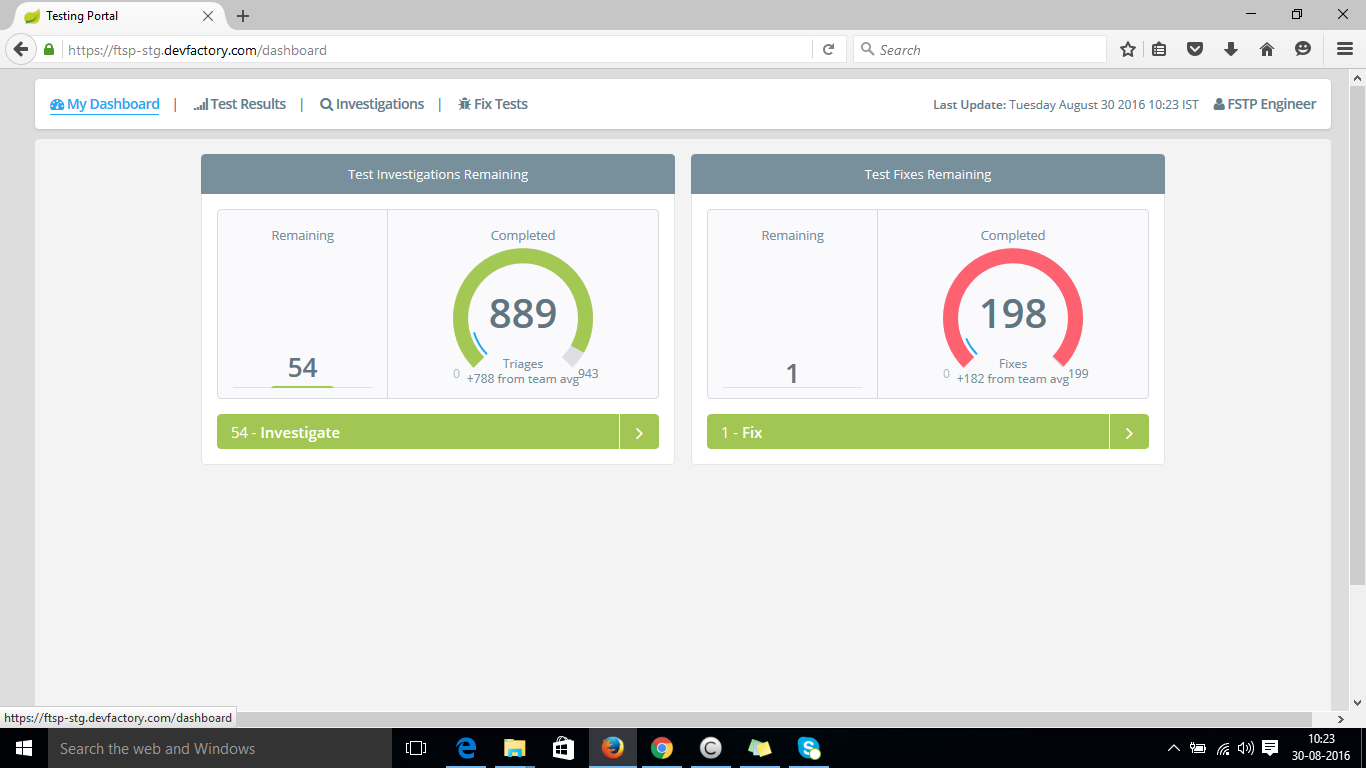 Testing Portal
https://ftsp-stg.devfactory.com/dashboard
Search
My Dashboard | Test Results | Investigations | Fix Tests
Last Update: Tuesday August 30 2016 10:23 IST FSTP Engineer
Test Investigations Remaining
Remaining
Completed
54
889
Triages
0 +788 from team avg 943
54 - Investigate
Test Fixes Remaining
Remaining
Completed
1
198
Fixes
0 +182 from team avg 199
1 - Fix
https://ftsp-stg.devfactory.com/dashboard
Search the web and Windows
10:23
30-08-2016